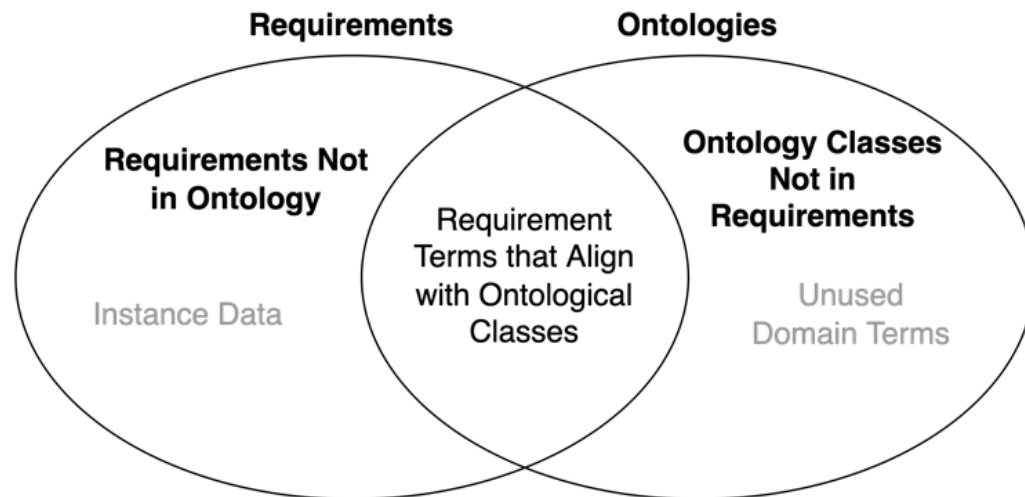 Requirements
Ontologies
Requirements Not
in Ontology
Instance Data
Requirement
Terms that Align
with Ontological
Classes
Ontology Classes
Not in
Requirements
Unused
Domain Terms